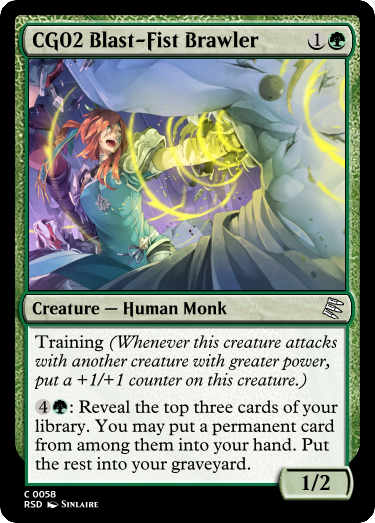 CG02 Blast-Fist Brawler 1
Creature — Human Monk
Training (Whenever this creature attacks
with another creature with greater power,
put a +1/+1 counter on this creature.)
4 : Reveal the top three cards of your
library. You may put a permanent card
from among them into your hand. Put
the rest into your graveyard.
1/2
C 0058
RSD SINLAIRE